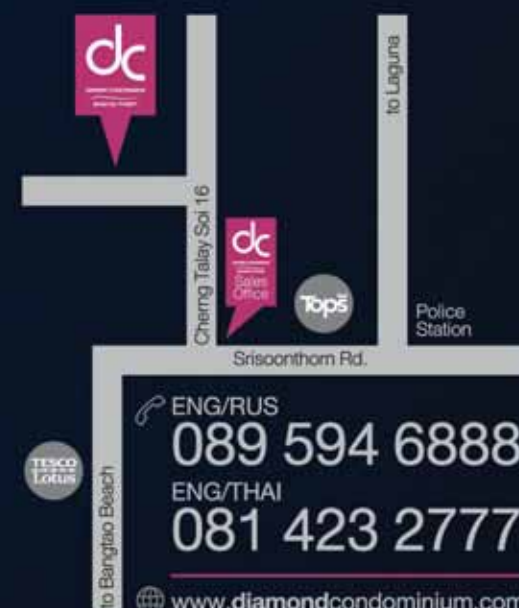 dc
to Laguna
Cherng Talay Soi 16
dc
Sales
Office
Tops
Police
Station
Srisoonthorn Rd.
ENG/RUS
089 594 6888
TESCO
Lotus
ENG/THAI
081 423 2777
to Bangtao Beach
www.diamondcondominium.com